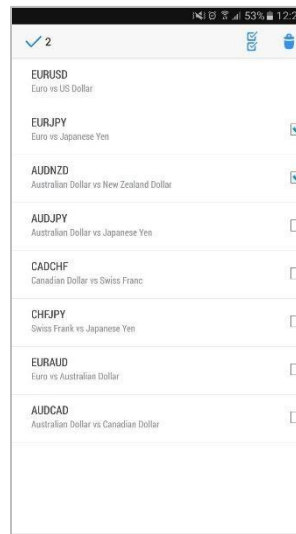 53% 12:2
2
EURUSD
Euro vs US Dollar
EURJPY
Euro vs Japanese Yen
AUDNZD
Australian Dollar vs New Zealand Dollar
AUDJPY
Australian Dollar vs Japanese Yen
CADCHF
Canadian Dollar vs Swiss Franc
CHFJPY
Swiss Frank vs Japanese Yen
EURAUD
Euro vs Australian Dollar
AUDCAD
Australian Dollar vs Canadian Dollar